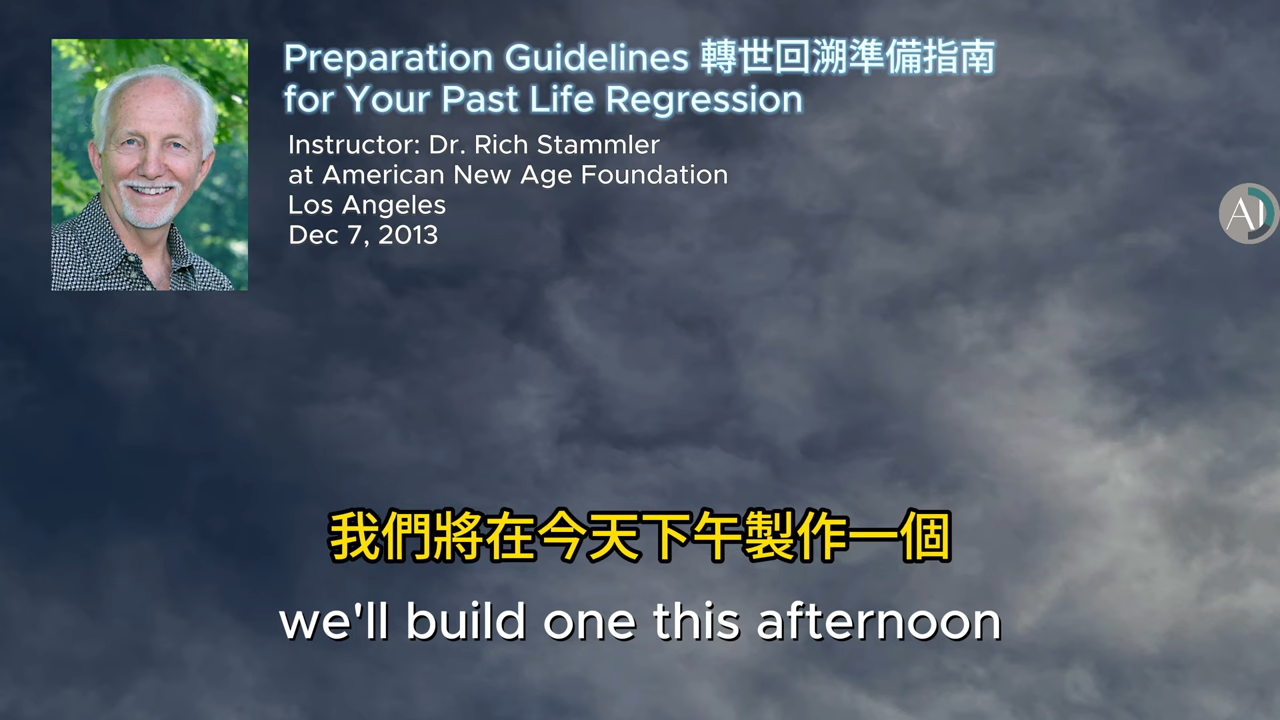 Preparation Guidelines 轉世回溯準備指南
for Your Past Life Regression
Instructor: Dr. Rich Stammler
at American New Age Foundation
Los Angeles
Dec 7, 2013
AI
我們將在今天下午製作一個
we'll build one this afternoon